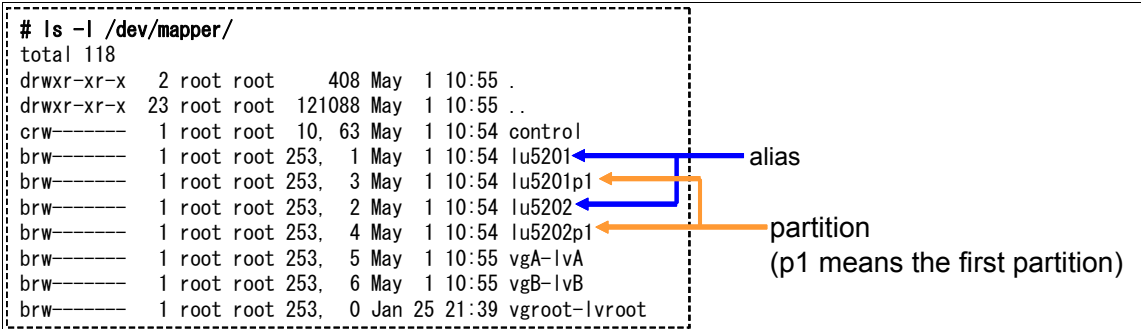 # ls -l /dev/mapper/
total 118
drwxr-xr-x 2 root root 408 May 1 10:55 .
drwxr-xr-x 23 root root 121088 May 1 10:55 ..
crw------- 1 root root 10, 63 May 1 10:54 control
brw------- 1 root root 253, 1 May 1 10:54 lu5201
brw------- 1 root root 253, 3 May 1 10:54 lu5201p1
brw------- 1 root root 253, 2 May 1 10:54 lu5202
brw------- 1 root root 253, 4 May 1 10:54 lu5202p1
brw------- 1 root root 253, 5 May 1 10:55 vgA-lvA
brw------- 1 root root 253, 6 May 1 10:55 vgB-lvB
brw------- 1 root root 253, 0 Jan 25 21:39 vgroot-lvroot
alias
partition
(p1 means the first partition)